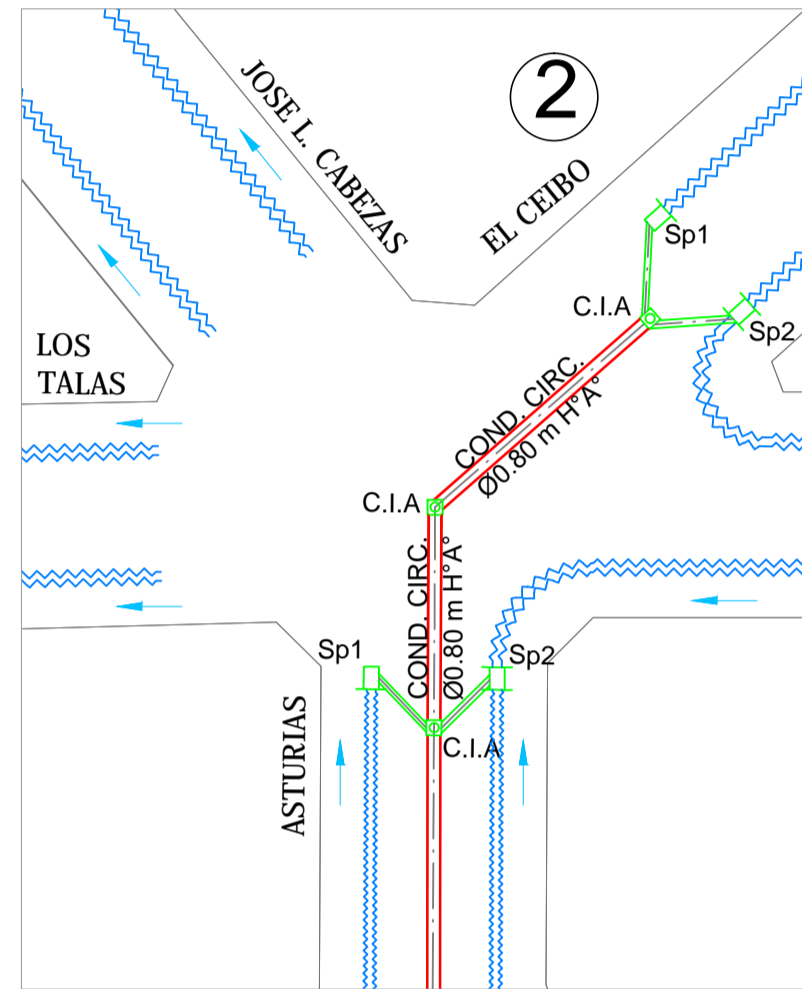 2
JOSE L. CABEZAS
EL CEIBO
Sp1
C.I.A
Sp2
LOS
TALAS
COND. CIRC.
Ø0.80 m H°A°
C.I.A
COND. CIRC.
Ø0.80 m H°A°
Sp1
Sp2
C.I.A
ASTURIAS